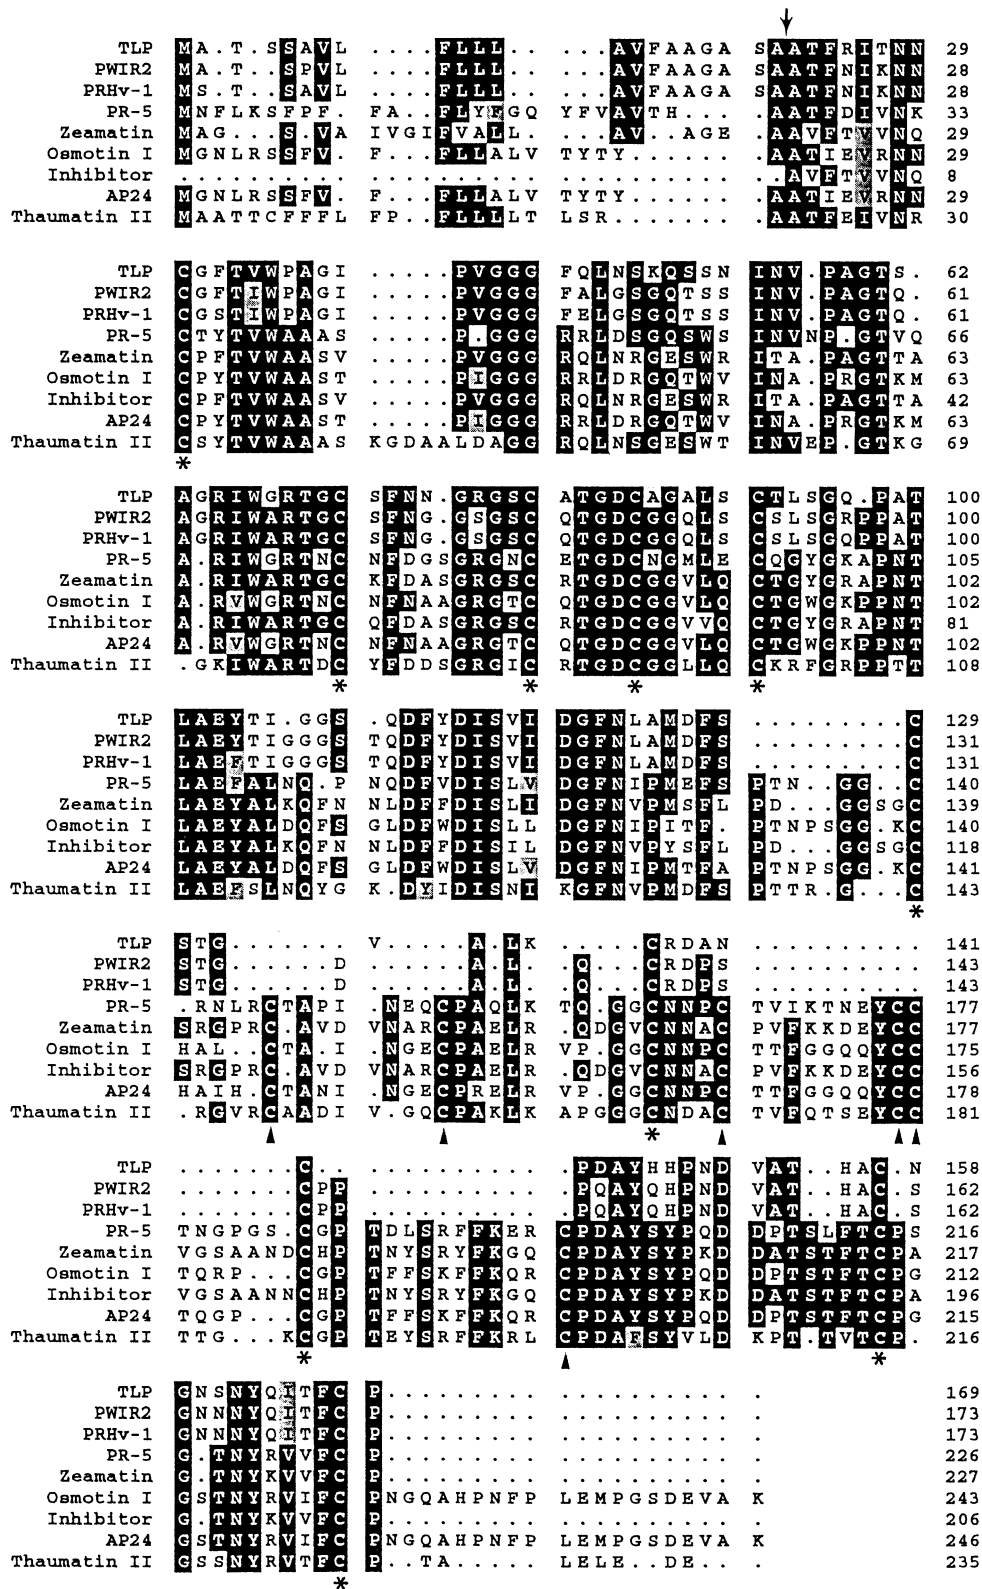 ↓
TLP MA.T.SSAVL ....FLLL.. ...AVFAAGA SAATFRITNN 29
PWIR2 MA.T..SPVL ....FLLL.. ...AVFAAGA SAATFNIKNN 28
PRHv-1 MS.T..SAVL ....FLLL.. ...AVFAAGA SAATFNIKNN 28
PR-5 MNFLKSFPF. FA..FLYFGQ YFVAVTH... .AATFDIVNK 33
Zeamatin MAG...S.VA IVGIFVALL. ...AV..AGE .AAVFTVVNQ 29
Osmotin I MGNLRSSFV. F...FLLALV TYTY...... .AATIEVRNN 29
Inhibitor .......... .......... .......... ..AVFTVVNQ 8
AP24 MGNLRSSFV. F...FLLALV TYTY...... .AATIEVRNN 29
Thaumatin II MAATTCFFFL FP..FLLLLT LSR....... .AATFEIVNR 30
TLP CGFTVWPAGI .....PVGGG FQLNSKQSSN INV.PAGTS. 62
PWIR2 CGFTIWPAGI .....PVGGG FALGSGQTSS INV.PAGTQ. 61
PRHv-1 CGSTIWPAGI .....PVGGG FELGSGQTSS INV.PAGTQ. 61
PR-5 CTYTVWAAAS .....P.GGG RRLDSGQSWS INVNP.GTVQ 66
Zeamatin CPFTVWAASV .....PVGGG RQLNRGESWR ITA.PAGTTA 63
Osmotin I CPYTVWAAST .....PIGGG RRLDRGQTWV INA.PRGTKM 63
Inhibitor CPFTVWAASV .....PVGGG RQLNRGESWR ITA.PAGTTA 42
AP24 CPYTVWAAST .....PIGGG RRLDRGQTWV INA.PRGTKM 63
Thaumatin II CSYTVWAAAS KGDAALDAGG RQLNSGESWT INVEP.GTKG 69
*
TLP AGRIWGRTGC SFNN.GRGSC ATGDCAGALS CTLSGQ.PAT 100
PWIR2 AGRIWARTGC SFNG.GSGSC QTGDCGGQLS CSLSGRPPAT 100
PRHv-1 AGRIWARTGC SFNG.GSGSC QTGDCGGQLS CSLSGQPPAT 100
PR-5 A.RIWGRTNC NFDGSGRGNC ETGDCNGMLE CQGYGKAPNT 105
Zeamatin A.RIWARTGC KFDASGRGSC RTGDCGGVLQ CTGYGRAPNT 102
Osmotin I A.RVWGRTNC NFNAAGRGTC QTGDCGGVLQ CTGWGKPPNT 102
Inhibitor A.RIWARTGC QFDASGRGSC RTGDCGGVVQ CTGYGRAPNT 81
AP24 A.RVWGRTNC NFNAAGRGTC QTGDCGGVLQ CTGWGKPPNT 102
Thaumatin II .GKIWARTDC YFDDSGRGIC RTGDCGGLLQ CKRFGRPPTT 108
* * * *
TLP LAEYTI.GGS .QDFYDISVI DGFNLAMDFS .........C 129
PWIR2 LAEYTIGGGS TQDFYDISVI DGFNLAMDFS .........C 131
PRHv-1 LAEFTIGGGS TQDFYDISVI DGFNLAMDFS .........C 131
PR-5 LAEFALNQ.P NQDFVDISLV DGFNIPMEFS PTN..GG..C 140
Zeamatin LAEYALKQFN NLDFFDISLI DGFNVPMSFL PD...GGSGC 139
Osmotin I LAEYALDQFS GLDFWDISLL DGFNIPITF. PTNPSGG.KC 140
Inhibitor LAEYALKQFN NLDFFDISIL DGFNVPYSFL PD...GGSGC 118
AP24 LAEYALDQFS GLDFWDISLV DGFNIPMTFA PTNPSGG.KC 141
Thaumatin II LAEFSLNQYG K.DYIDISNI KGFNVPMDFS PTTR.G...C 143
*
TLP STG....... V.....A.LK ....CRDAN .......... 141
PWIR2 STG......D ......A.L. .Q...CRDPS .......... 143
PRHv-1 STG......D ......A.L. .Q...CRDPS .......... 143
PR-5 .RNLRCTAPI .NEQCPAQLK TQ.GGCNNPC TVIKTNEYCC 177
Zeamatin SRGPRC.AVD VNARCPAELR .QDGVCNNAC PVFKKDEYCC 177
Osmotin I HAL..CTA.I .NGECPAELR VP.GGCNNPC TTFGGQQYCC 175
Inhibitor SRGPRC.AVD VNARCPAELR .QDGVCNNAC PVFKKDEYCC 156
AP24 HAIH.CTANI .NGECPRELR VP.GGCNNPC TTFGGQQYCC 178
Thaumatin II .RGVRCAADI V.GQCPAKLK APGGGCNDAC TVFQTSEYCC 181
▲ ▲ * ▲ ▲ ▲
TLP .......C.. .......... .PDAYHHPND VAT..HAC.N 158
PWIR2 .......CPP .......... .PQAYQHPND VAT..HAC.S 162
PRHv-1 .......CPP .......... .PQAYQHPND VAT..HAC.S 162
PR-5 TNGPGS.CGP TDLSRFFKER CPDAYSYPQD DPTSLFTCPS 216
Zeamatin VGSAANDCHP TNYSRYFKGQ CPDAYSYPKD DATSTFTCPA 217
Osmotin I TQRP...CGP TFFSKFFKQR CPDAYSYPQD DPTSTFTCPG 212
Inhibitor VGSAANNCHP TNYSRYFKGQ CPDAYSYPKD DATSTFTCPA 196
AP24 TQGP...CGP TFFSKFFKQR CPDAYSYPQD DPTSTFTCPG 215
Thaumatin II TTG...KCGP TEYSRFFKRL CPDAFSYVLD KPT.TVTCP. 216
* ▲ *
TLP GNSNYQITFC P......... .......... . 169
PWIR2 GNNNYQITFC P......... .......... . 173
PRHv-1 GNNNYQITFC P......... .......... . 173
PR-5 G.TNYRVVFC P......... .......... . 226
Zeamatin G.TNYKVVFC P......... .......... . 227
Osmotin I GSTNYRVIFC PNGQAHPNFP LEMPGSDEVA K 243
Inhibitor G.TNYKVVFC P......... .......... . 206
AP24 GSTNYRVIFC PNGQAHPNFP LEMPGSDEVA K 246
Thaumatin II GSSNYRVTFC P..TA..... LELE..DE.. . 235
*